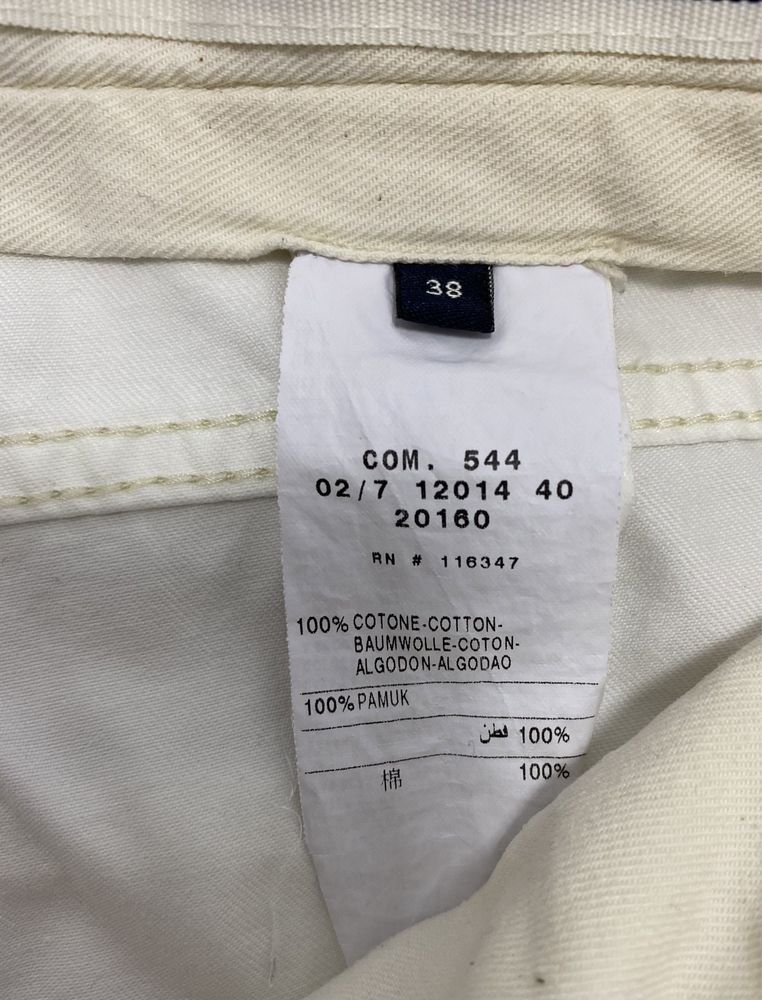 38
COM. 544
02/7 12014 40
20160
RN # 116347
100% COTONE-COTTON-
BAUMWOLLE-COTON-
ALGODON-ALGODAO
100% PAMUK
قطن 100%
棉 100%